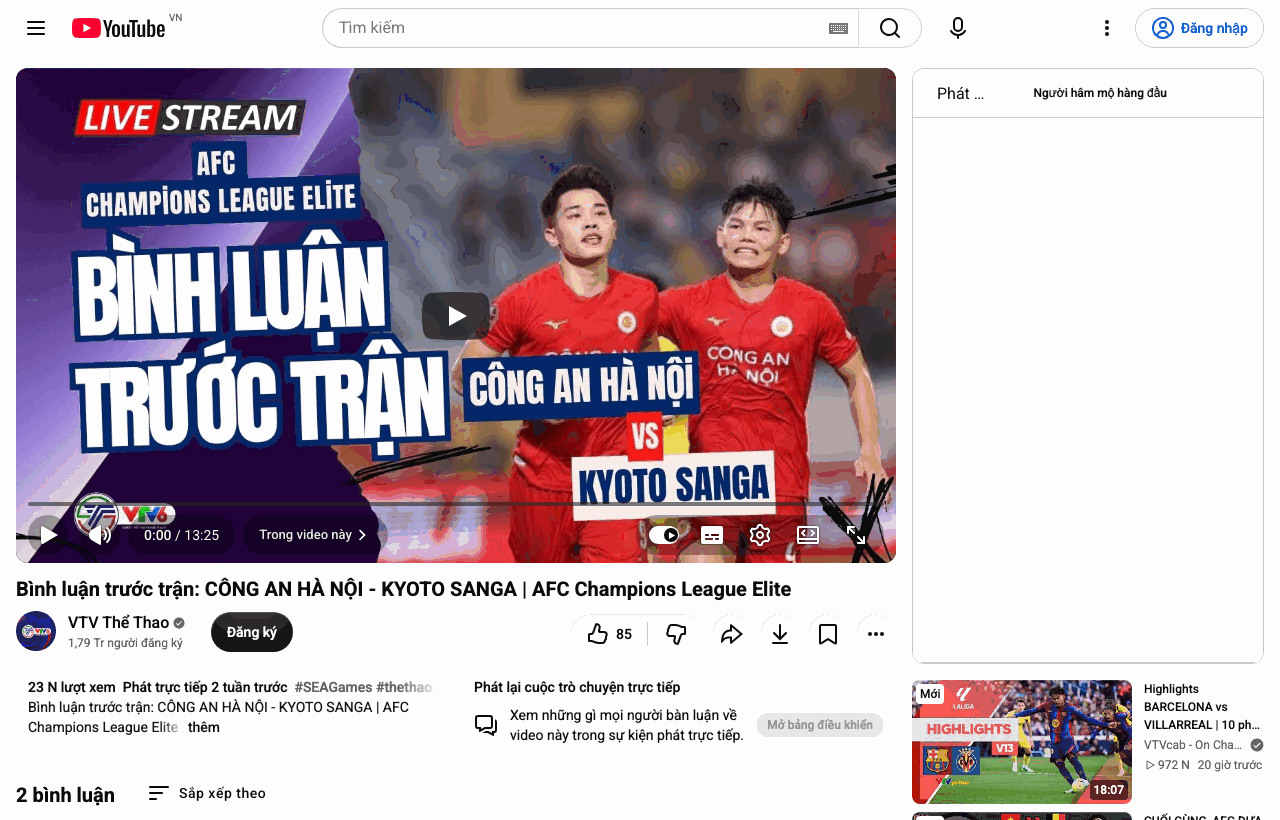 YouTube VN
Tìm kiếm
Đăng nhập
LIVE STREAM
AFC
CHAMPIONS LEAGUE ELITE
BÌNH LUẬN
TRƯỚC TRẬN
CÔNG AN HÀ NỘI
VS
KYOTO SANGA
CÔNG AN
HÀ NỘI
VTV6
0:00 / 13:25
Trong video này
Phát ...
Người hâm mộ hàng đầu
Bình luận trước trận: CÔNG AN HÀ NỘI - KYOTO SANGA | AFC Champions League Elite
VTV Thể Thao
1,79 Tr người đăng ký
Đăng ký
85
23 N lượt xem Phát trực tiếp 2 tuần trước #SEAGames #thethao
Bình luận trước trận: CÔNG AN HÀ NỘI - KYOTO SANGA | AFC
Champions League Elite thêm
Phát lại cuộc trò chuyện trực tiếp
Xem những gì mọi người bàn luận về
video này trong sự kiện phát trực tiếp.
Mở bảng điều khiển
2 bình luận
Sắp xếp theo
Mới
LALIGA
HIGHLIGHTS
V13
18:07
Highlights
BARCELONA vs
VILLARREAL | 10 ph...
VTVcab - On Cha...
972 N 20 giờ trước